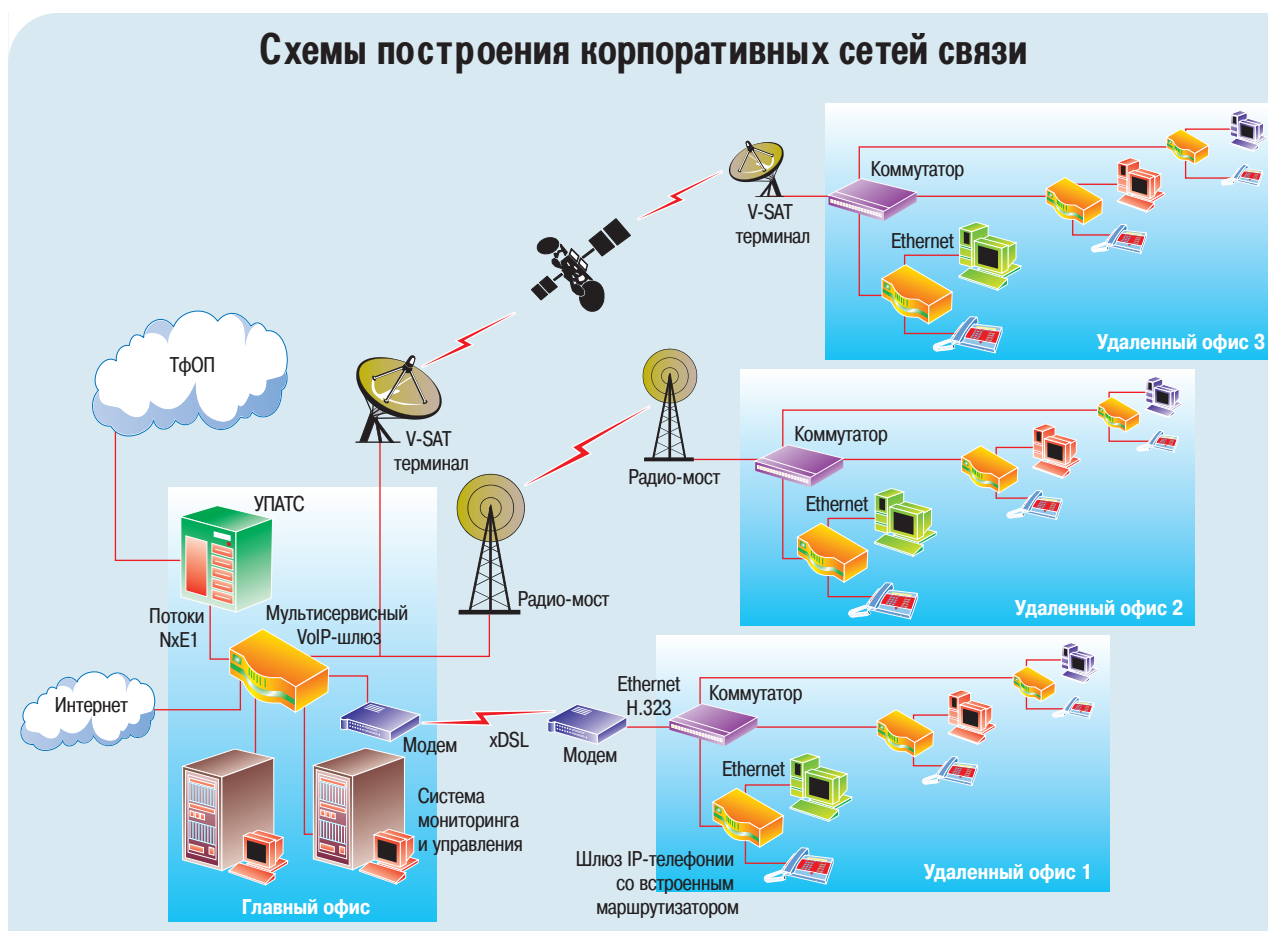 Схемы построения корпоративных сетей связи
Коммутатор
V-SAT
терминал
Ethernet
Удаленный офис 3
ТфОП
V-SAT
терминал
Коммутатор
Радио-мост
Ethernet
Удаленный офис 2
УПАТС
Радио-мост
Потоки
NxE1
Мультисервисный
VoIP-шлюз
Интернет
Модем
xDSL
Модем
Ethernet
H.323
Коммутатор
Ethernet
Система
мониторинга
и управления
Шлюз IP-телефонии
со встроенным
маршрутизатором
Удаленный офис 1
Главный офис